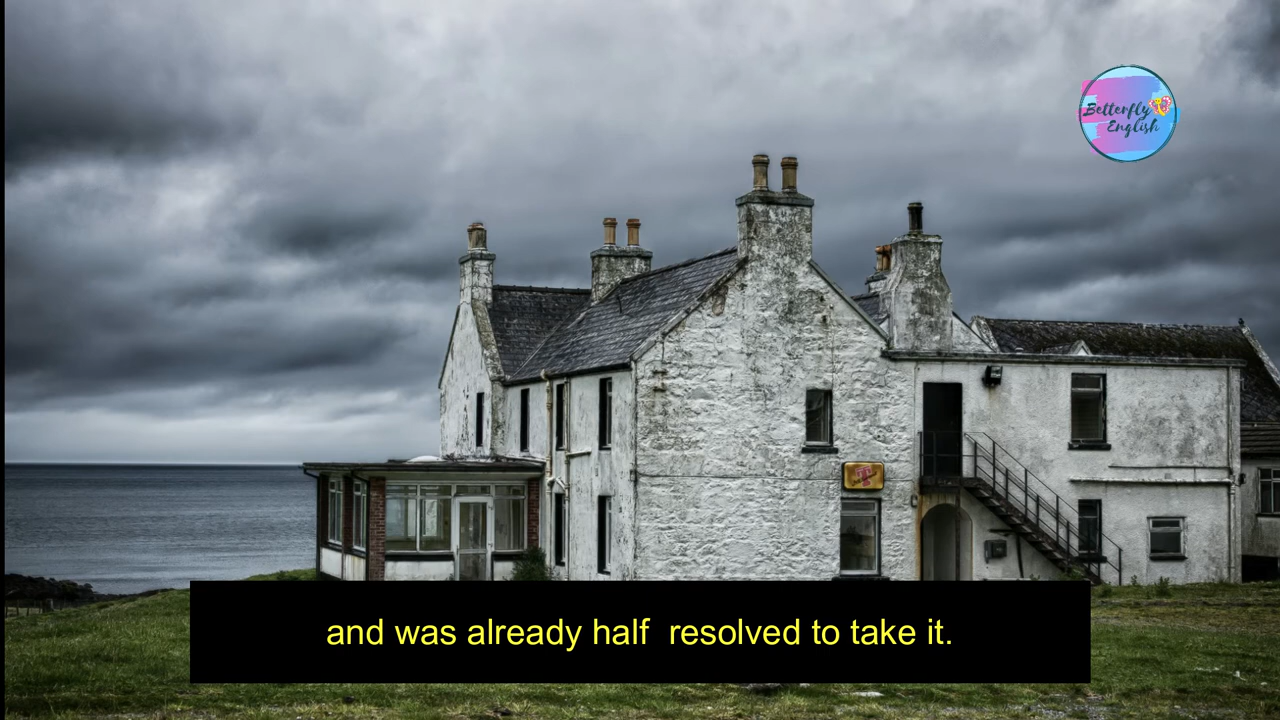 Betterfly
English
T
and was already half  resolved to take it.